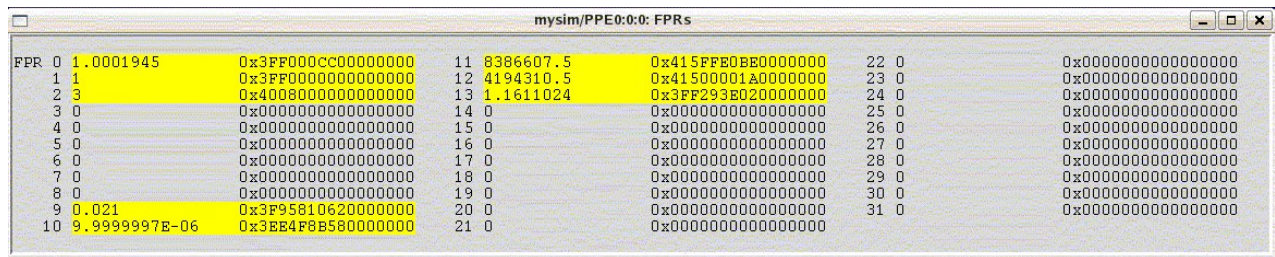 mysim/PPE0:0:0: FPRs
FPR 0 1.0001945 0x3FF000CC00000000 11 8386607.5 0x415FFE0BE0000000 22 0 0x0000000000000000
1 1 0x3FF0000000000000 12 4194310.5 0x41500001A0000000 23 0 0x0000000000000000
2 3 0x4008000000000000 13 1.1611024 0x3FF293E020000000 24 0 0x0000000000000000
3 0 0x0000000000000000 14 0 0x0000000000000000 25 0 0x0000000000000000
4 0 0x0000000000000000 15 0 0x0000000000000000 26 0 0x0000000000000000
5 0 0x0000000000000000 16 0 0x0000000000000000 27 0 0x0000000000000000
6 0 0x0000000000000000 17 0 0x0000000000000000 28 0 0x0000000000000000
7 0 0x0000000000000000 18 0 0x0000000000000000 29 0 0x0000000000000000
8 0 0x0000000000000000 19 0 0x0000000000000000 30 0 0x0000000000000000
9 0.021 0x3F95810620000000 20 0 0x0000000000000000 31 0 0x0000000000000000
10 9.9999997E-06 0x3EE4F8B580000000 21 0 0x0000000000000000